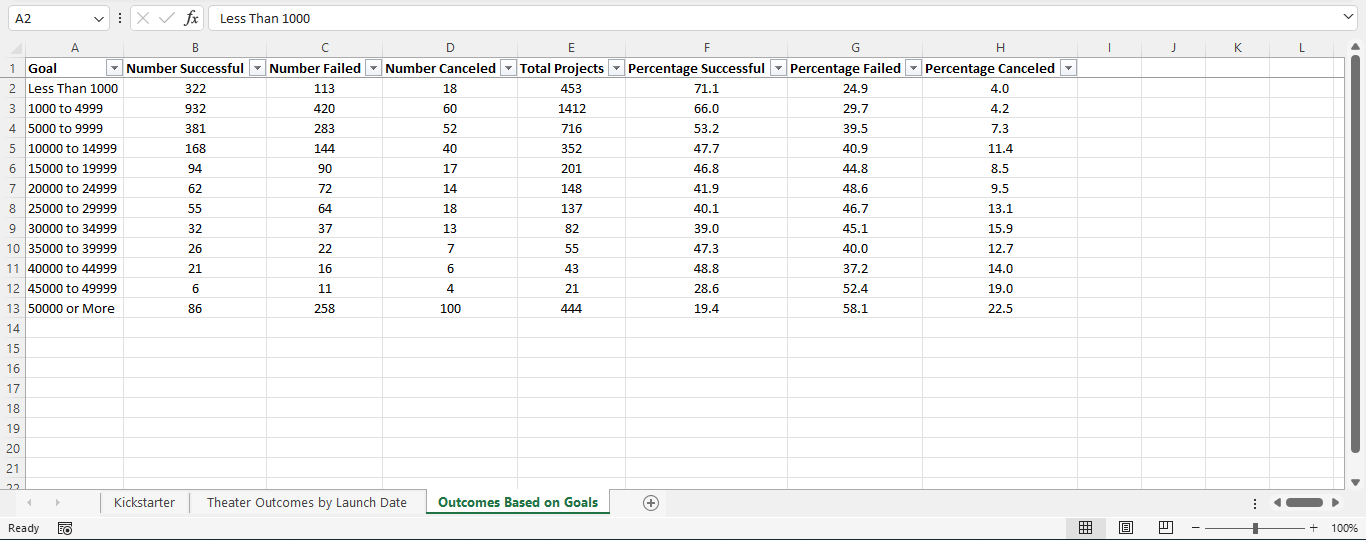 A2 fx Less Than 1000
A B C D E F G H I J K L
1 Goal Number Successful Number Failed Number Canceled Total Projects Percentage Successful Percentage Failed Percentage Canceled
2 Less Than 1000 322 113 18 453 71.1 24.9 4.0
3 1000 to 4999 932 420 60 1412 66.0 29.7 4.2
4 5000 to 9999 381 283 52 716 53.2 39.5 7.3
5 10000 to 14999 168 144 40 352 47.7 40.9 11.4
6 15000 to 19999 94 90 17 201 46.8 44.8 8.5
7 20000 to 24999 62 72 14 148 41.9 48.6 9.5
8 25000 to 29999 55 64 18 137 40.1 46.7 13.1
9 30000 to 34999 32 37 13 82 39.0 45.1 15.9
10 35000 to 39999 26 22 7 55 47.3 40.0 12.7
11 40000 to 44999 21 16 6 43 48.8 37.2 14.0
12 45000 to 49999 6 11 4 21 28.6 52.4 19.0
13 50000 or More 86 258 100 444 19.4 58.1 22.5
14
15
16
17
18
19
20
21
22
Kickstarter Theater Outcomes by Launch Date Outcomes Based on Goals
Ready 100%